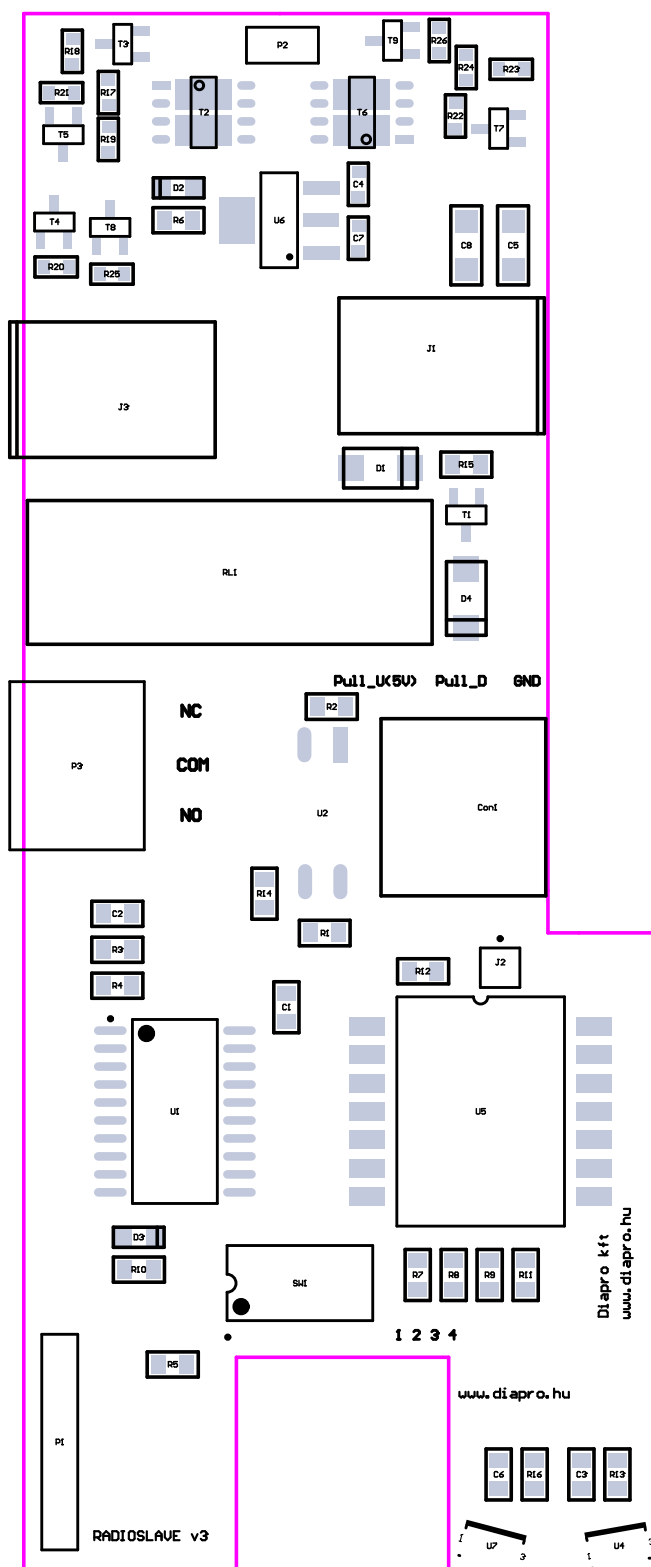 R18
T3
P2
T9
R26
R24
R23
R21
R17
T2
T6
R22
T7
T5
R19
D2
C4
R6
U6
T4
T8
C7
C8
C5
R20
R25
J3
J1
D1
R15
T1
RL1
D4
Pull_U(5V) Pull_D GND
R2
NC
P3
COM
U2
Con1
NO
R14
C2
R1
R3
R4
R12
J2
C1
U1
U5
D3
R10
SW1
R7
R8
R9
R11
Diapro kft
www.diapro.hu
1 2 3 4
R5
www.diapro.hu
P1
C6
R16
C3
R13
RADIOSLAVE v3
1
U7
3
1
U4
3